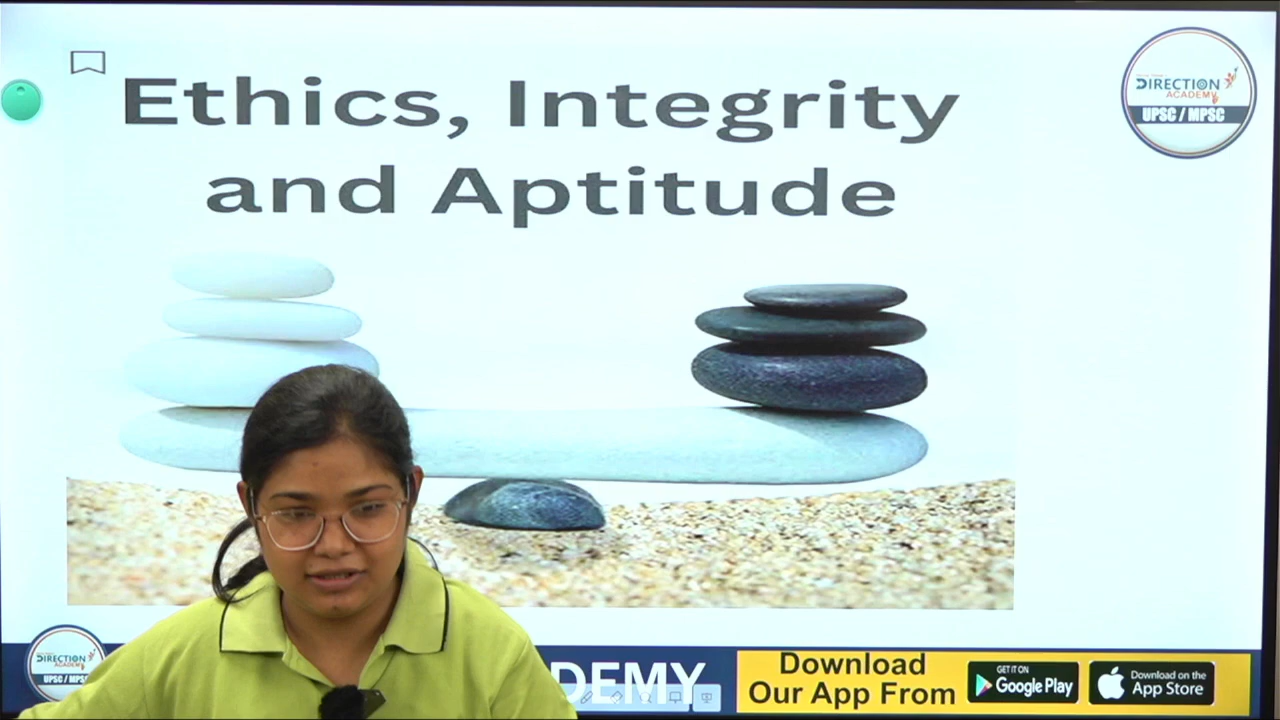 Ethics, Integrity
and Aptitude
DIRECTION
ACADEMY
UPSC / MPSC
DIRECTION
ACADEMY
UPSC / MPSC
DEMY
Download
Our App From
GET IT ON
Google Play
Download on the
App Store